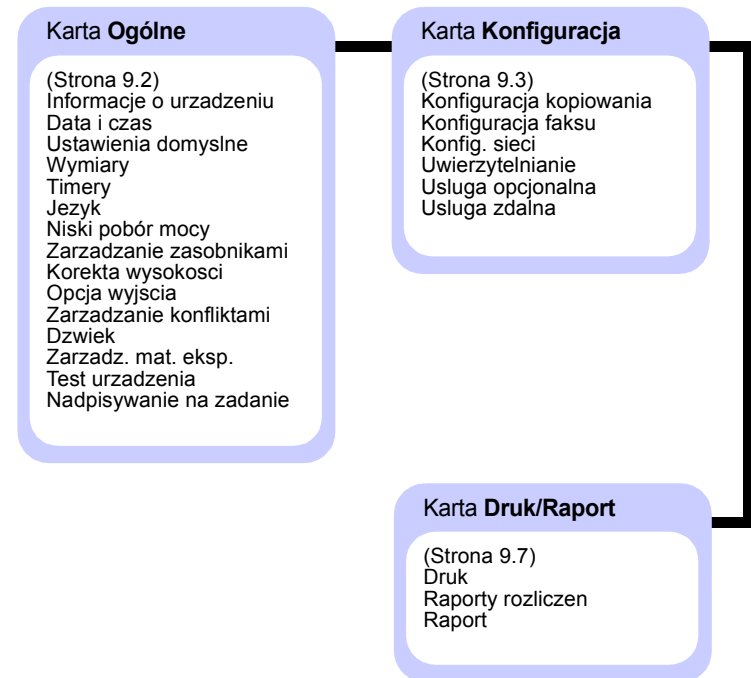 Karta Ogólne
(Strona 9.2)
Informacje o urzadzeniu
Data i czas
Ustawienia domyslne
Wymiary
Timery
Jezyk
Niski pobór mocy
Zarzadzanie zasobnikami
Korekta wysokosci
Opcja wyjscia
Zarzadzanie konfliktami
Dzwiek
Zarzadz. mat. eksp.
Test urzadzenia
Nadpisywanie na zadanie
Karta Konfiguracja
(Strona 9.3)
Konfiguracja kopiowania
Konfiguracja faksu
Konfig. sieci
Uwierzytelnianie
Usluga opcjonalna
Usluga zdalna
Karta Druk/Raport
(Strona 9.7)
Druk
Raporty rozliczen
Raport